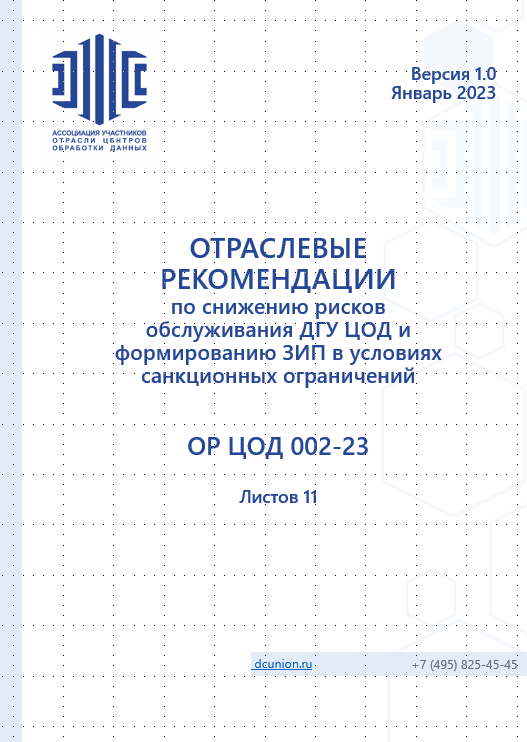 АССОЦИАЦИЯ УЧАСТНИКОВ
ОТРАСЛИ ЦЕНТРОВ
ОБРАБОТКИ ДАННЫХ
Версия 1.0
Январь 2023
ОТРАСЛЕВЫЕ
РЕКОМЕНДАЦИИ
по снижению рисков
обслуживания ДГУ ЦОД и
формированию ЗИП в условиях
санкционных ограничений
ОР ЦОД 002-23
Листов 11
dcunion.ru
+7 (495) 825-45-45